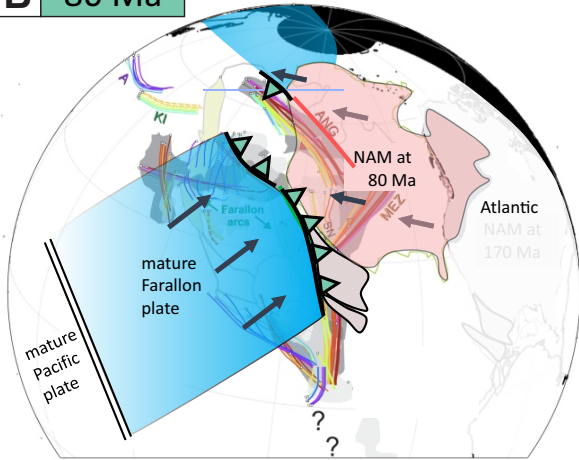 B 80 Ma
A
KI
ANG
NAM at
80 Ma
MEZ
SN
Farallon
arcs
Atlantic
NAM at
170 Ma
mature
Farallon
plate
mature
Pacific
plate
?
?